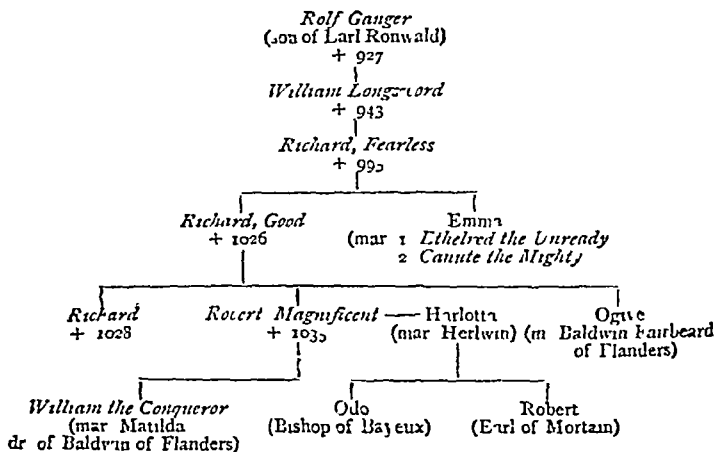 Rolf Ganger
(son of Earl Ronwald)
+ 927
William Longsword
+ 943
Richard, Fearless
+ 99
Richard, Good
+ 1026
Emma
(mar 1 Ethelred the Unready
2 Canute the Mighty
Richard
+ 1028
Robert Magnificent
+ 103
Harlotta
(mar Herlwin)
Ogive
(m Baldwin Fairbeard
of Flanders)
William the Conqueror
(mar Matilda
dr of Baldwin of Flanders)
Odo
(Bishop of Bayeux)
Robert
(Earl of Mortain)